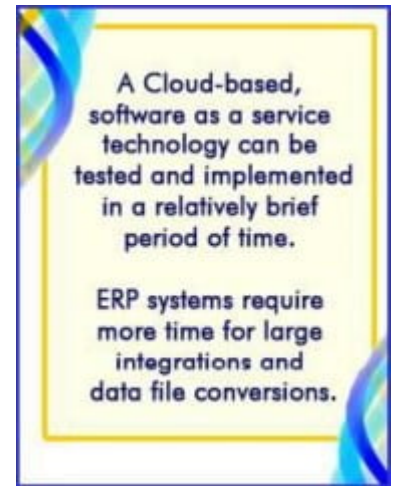 A Cloud-based,
software as a service
technology can be
tested and implemented
in a relatively brief
period of time.
ERP systems require
more time for large
integrations and
data file conversions.